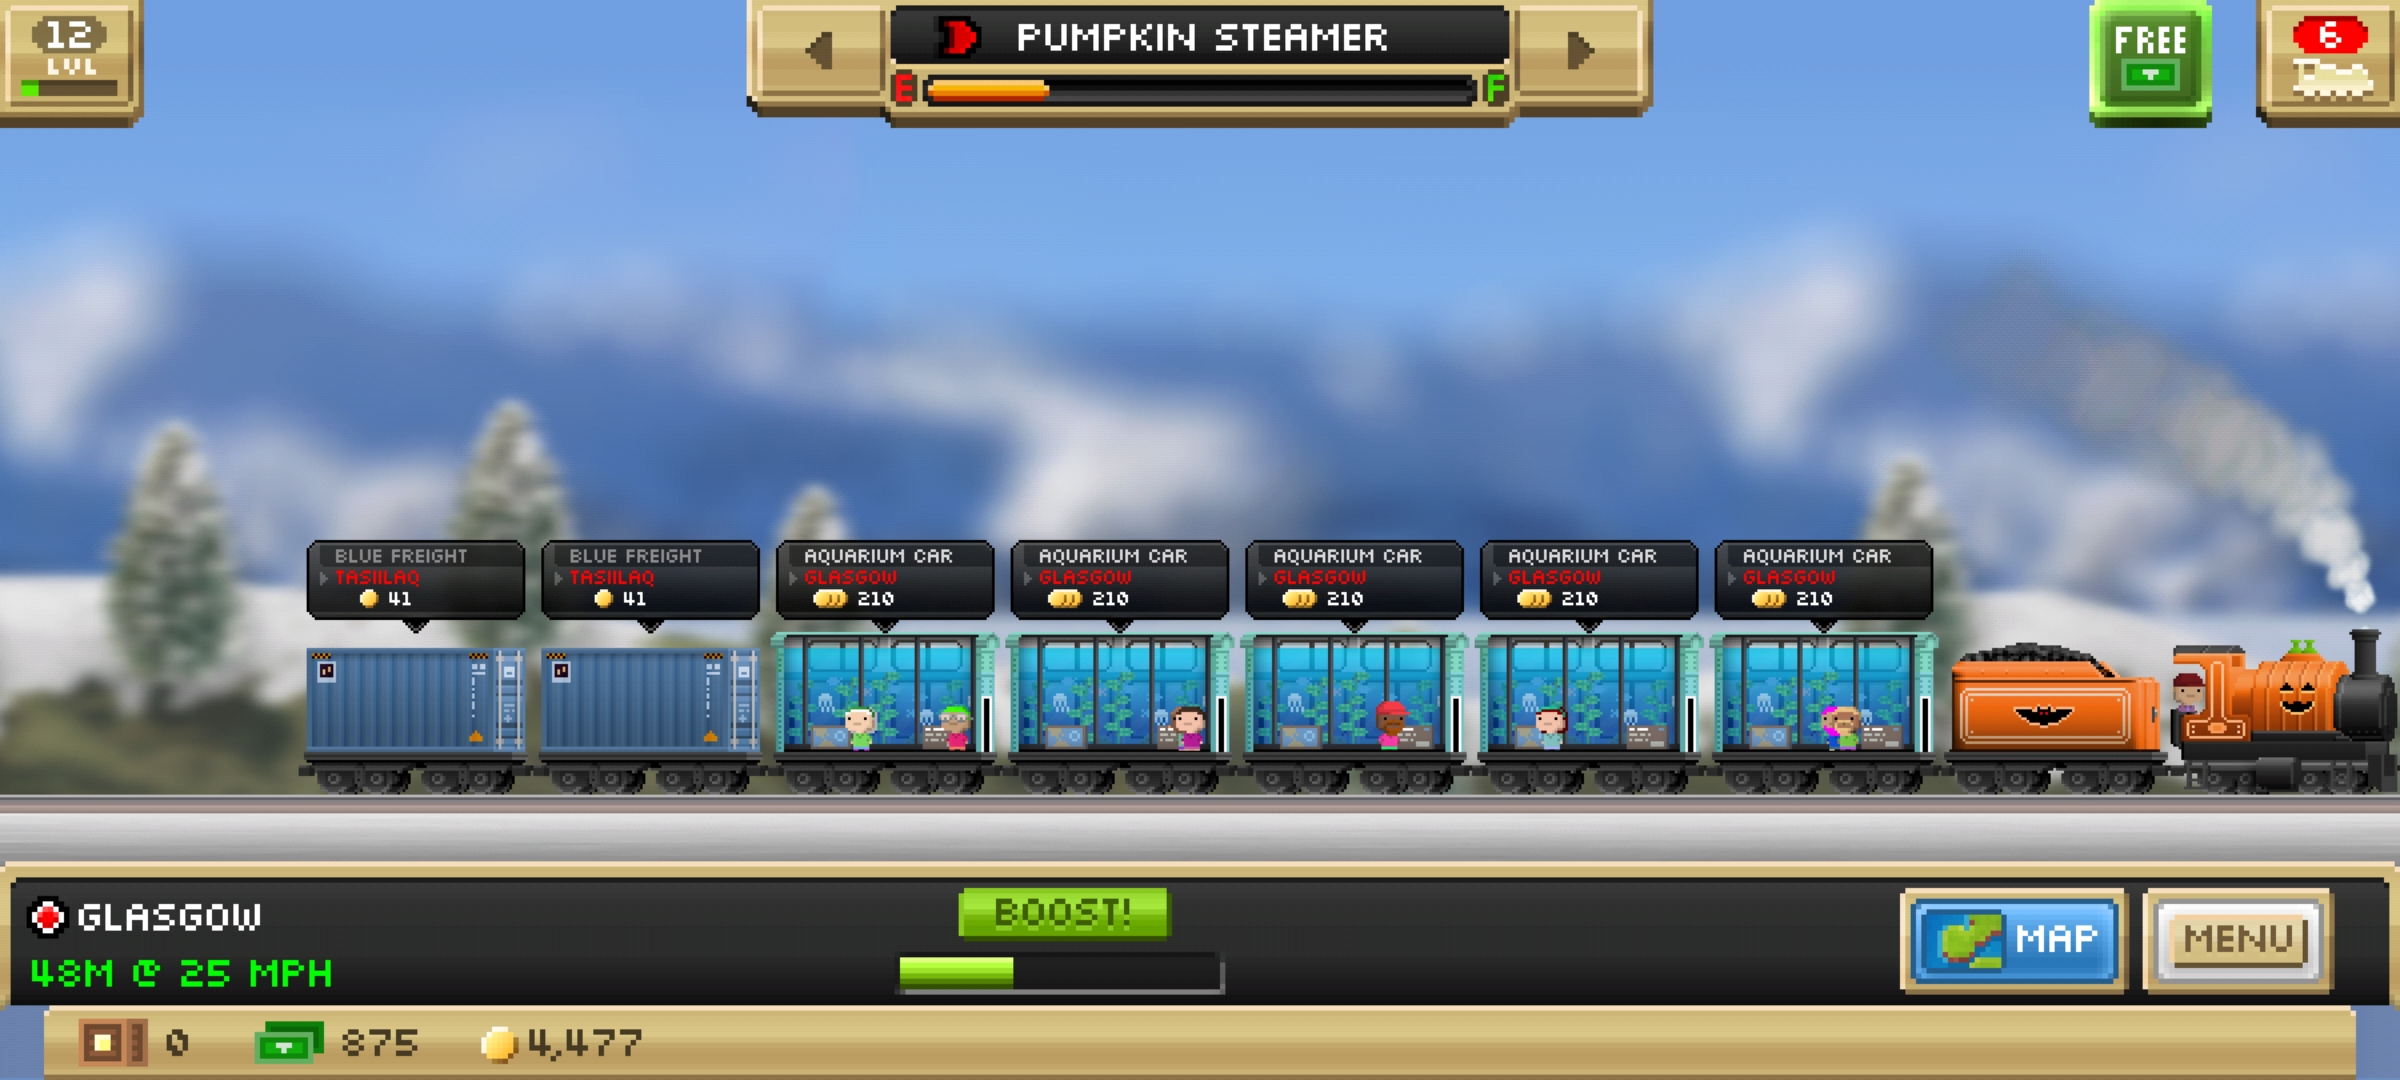 12
LVL
PUMPKIN STEAMER
E
F
FREE
6
BLUE FREIGHT
TASIILAQ
41
BLUE FREIGHT
TASIILAQ
41
AQUARIUM CAR
GLASGOW
210
AQUARIUM CAR
GLASGOW
210
AQUARIUM CAR
GLASGOW
210
AQUARIUM CAR
GLASGOW
210
AQUARIUM CAR
GLASGOW
210
GLASGOW
48M @ 25 MPH
BOOST!
MAP
MENU
0
875
4,477